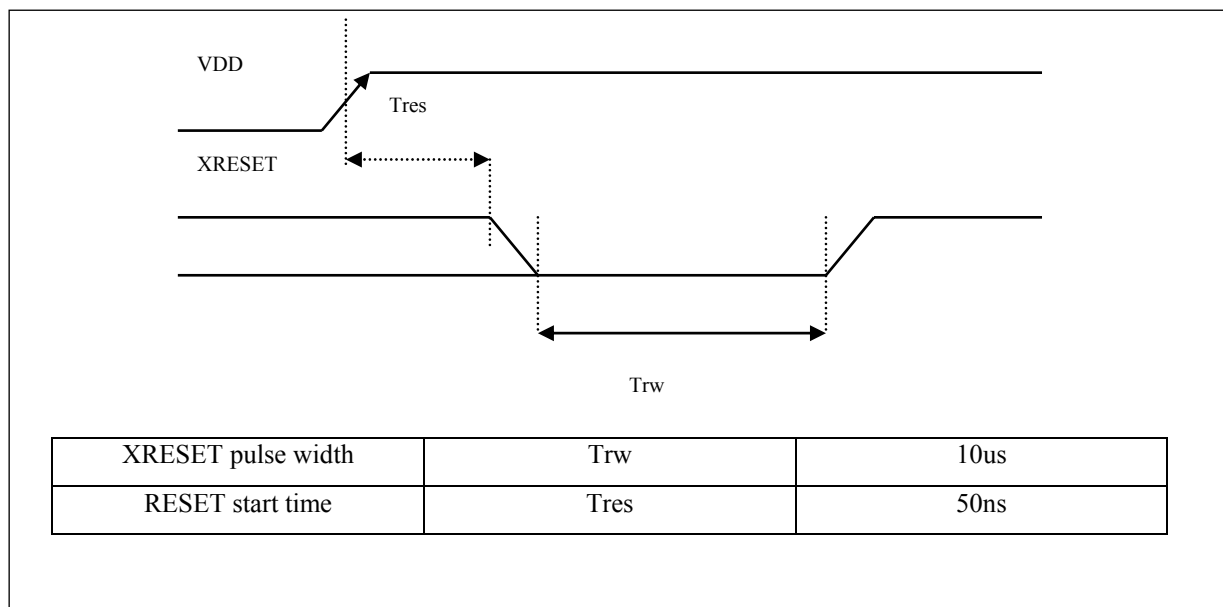 VDD
Tres
XRESET
Trw
XRESET pulse width Trw 10us
RESET start time Tres 50ns